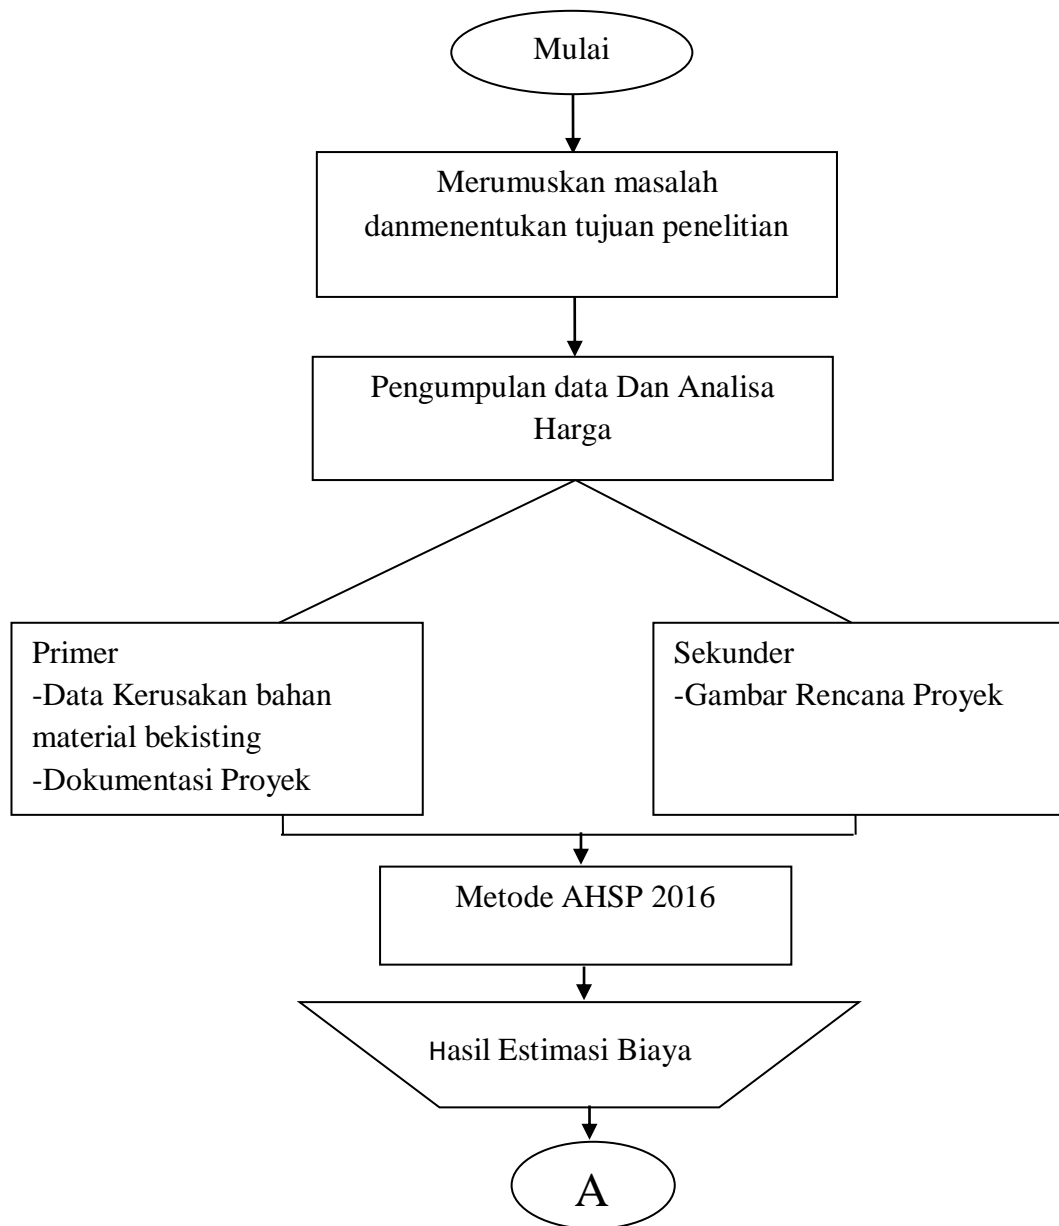 Mulai
Merumuskan masalah
danmenentukan tujuan penelitian
Pengumpulan data Dan Analisa
Harga
Primer
-Data Kerusakan bahan
material bekisting
-Dokumentasi Proyek
Sekunder
-Gambar Rencana Proyek
Metode AHSP 2016
Hasil Estimasi Biaya
A